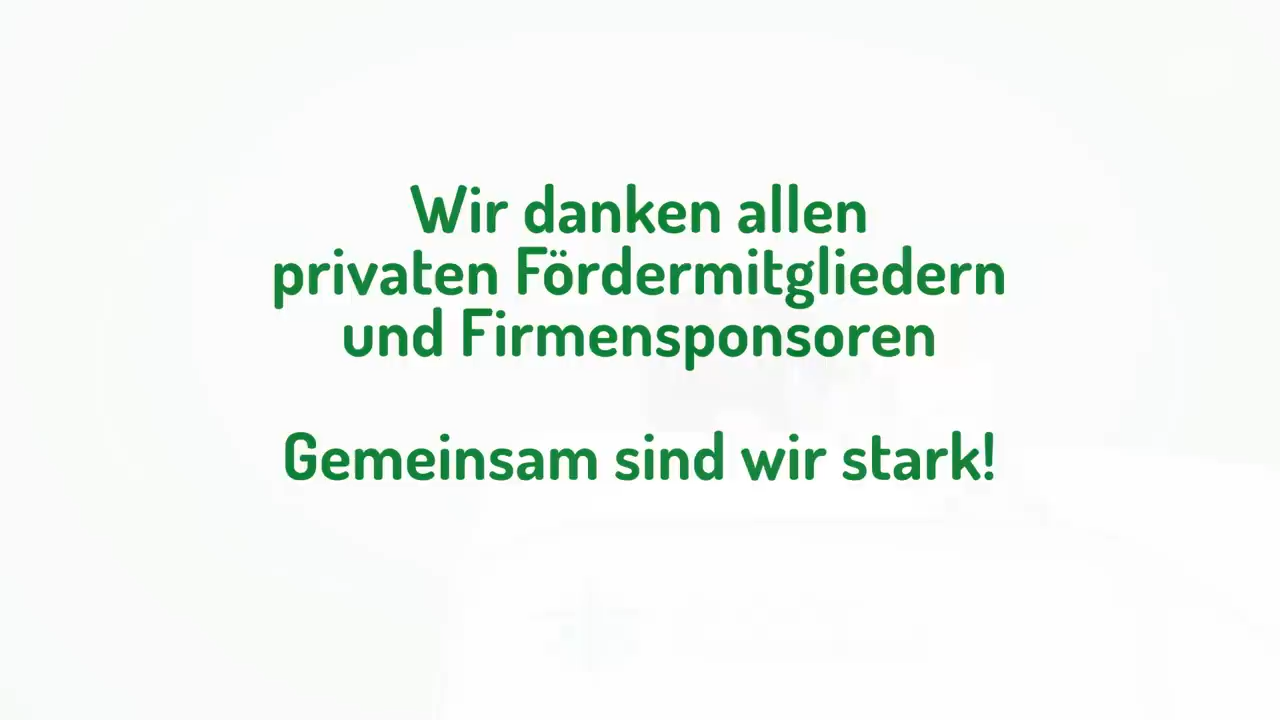 Wir danken allen
privaten Fördermitgliedern
und Firmensponsoren
Gemeinsam sind wir stark!